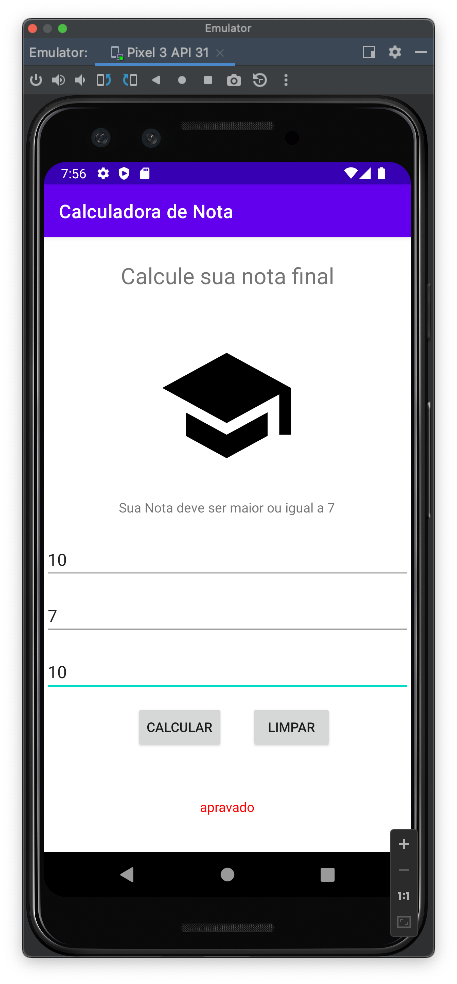 Emulator
Emulator: Pixel 3 API 31
7:56
Calculadora de Nota
Calcule sua nota final
Sua Nota deve ser maior ou igual a 7
10
7
10
CALCULAR LIMPAR
apravado
1:1